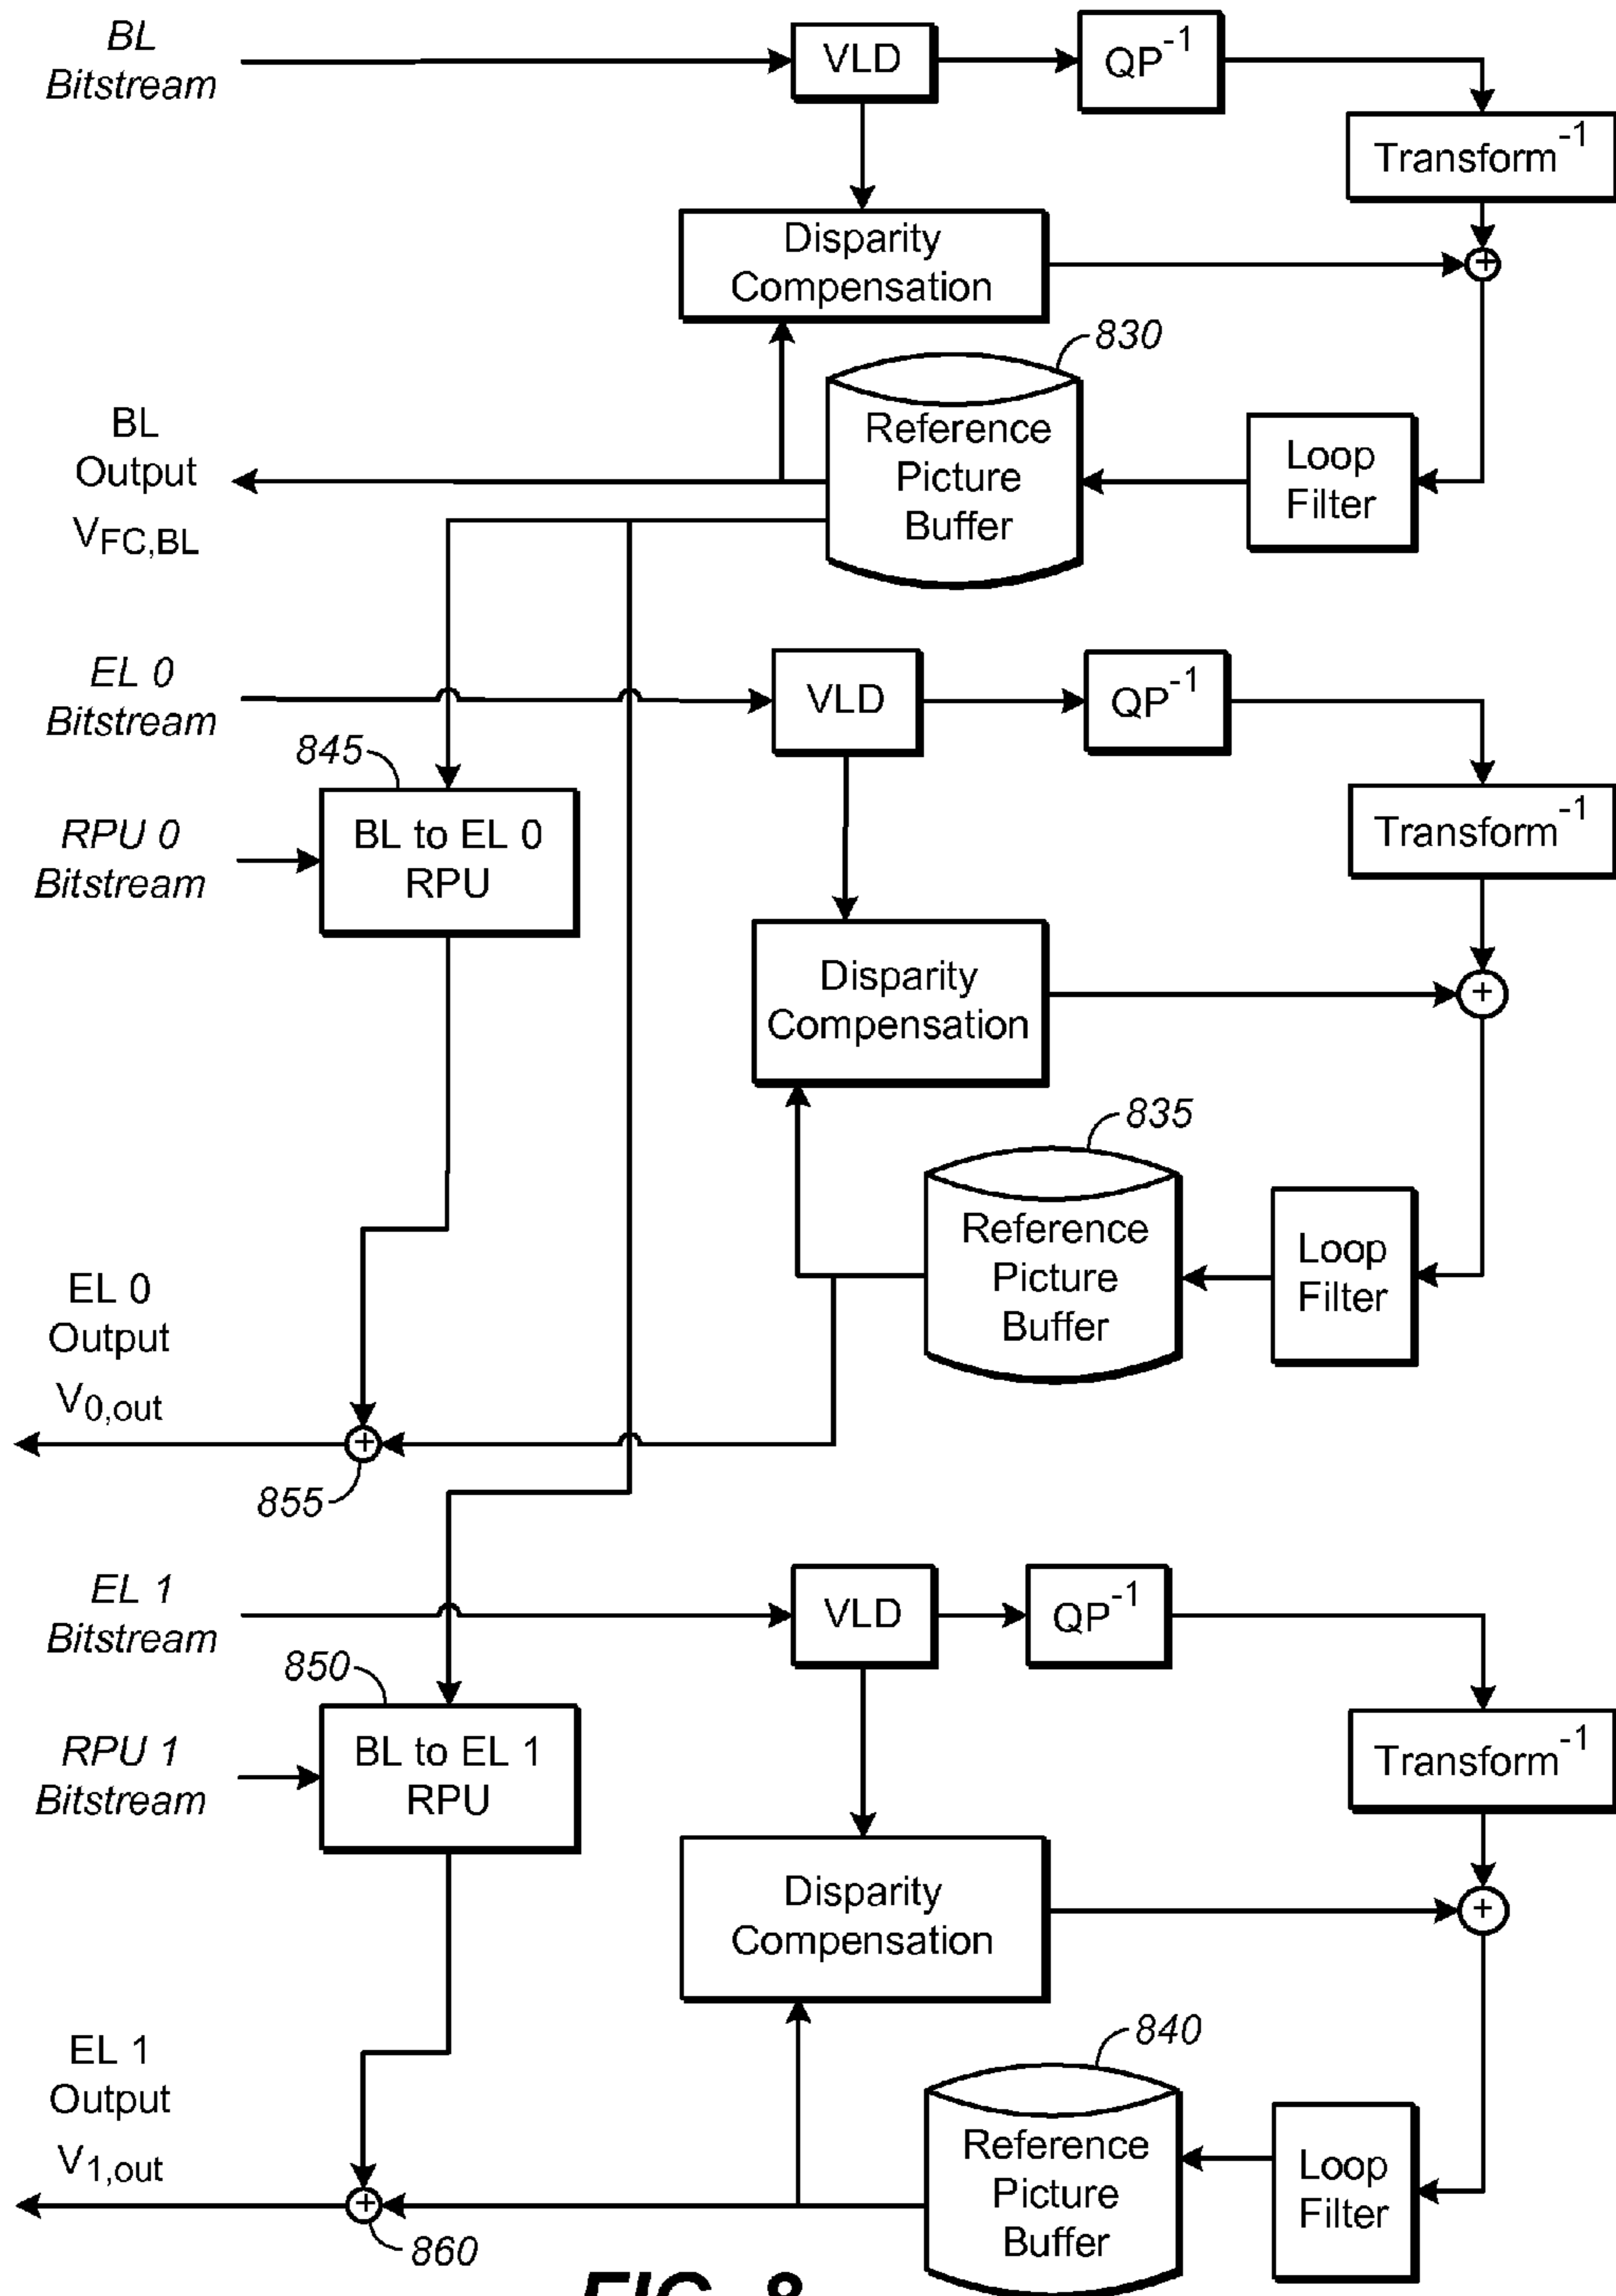 BL
Bitstream
VLD
QP-1
Transform-1
Disparity
Compensation
+
830
BL
Output
VFC,BL
Reference
Picture
Buffer
Loop
Filter
EL 0
Bitstream
VLD
QP-1
845
RPU 0
Bitstream
BL to EL 0
RPU
Transform-1
Disparity
Compensation
+
835
EL 0
Output
V0,out
Reference
Picture
Buffer
Loop
Filter
+
855
EL 1
Bitstream
VLD
QP-1
850
RPU 1
Bitstream
BL to EL 1
RPU
Transform-1
Disparity
Compensation
+
840
EL 1
Output
V1,out
Reference
Picture
Buffer
Loop
Filter
+
860
FIG. 8